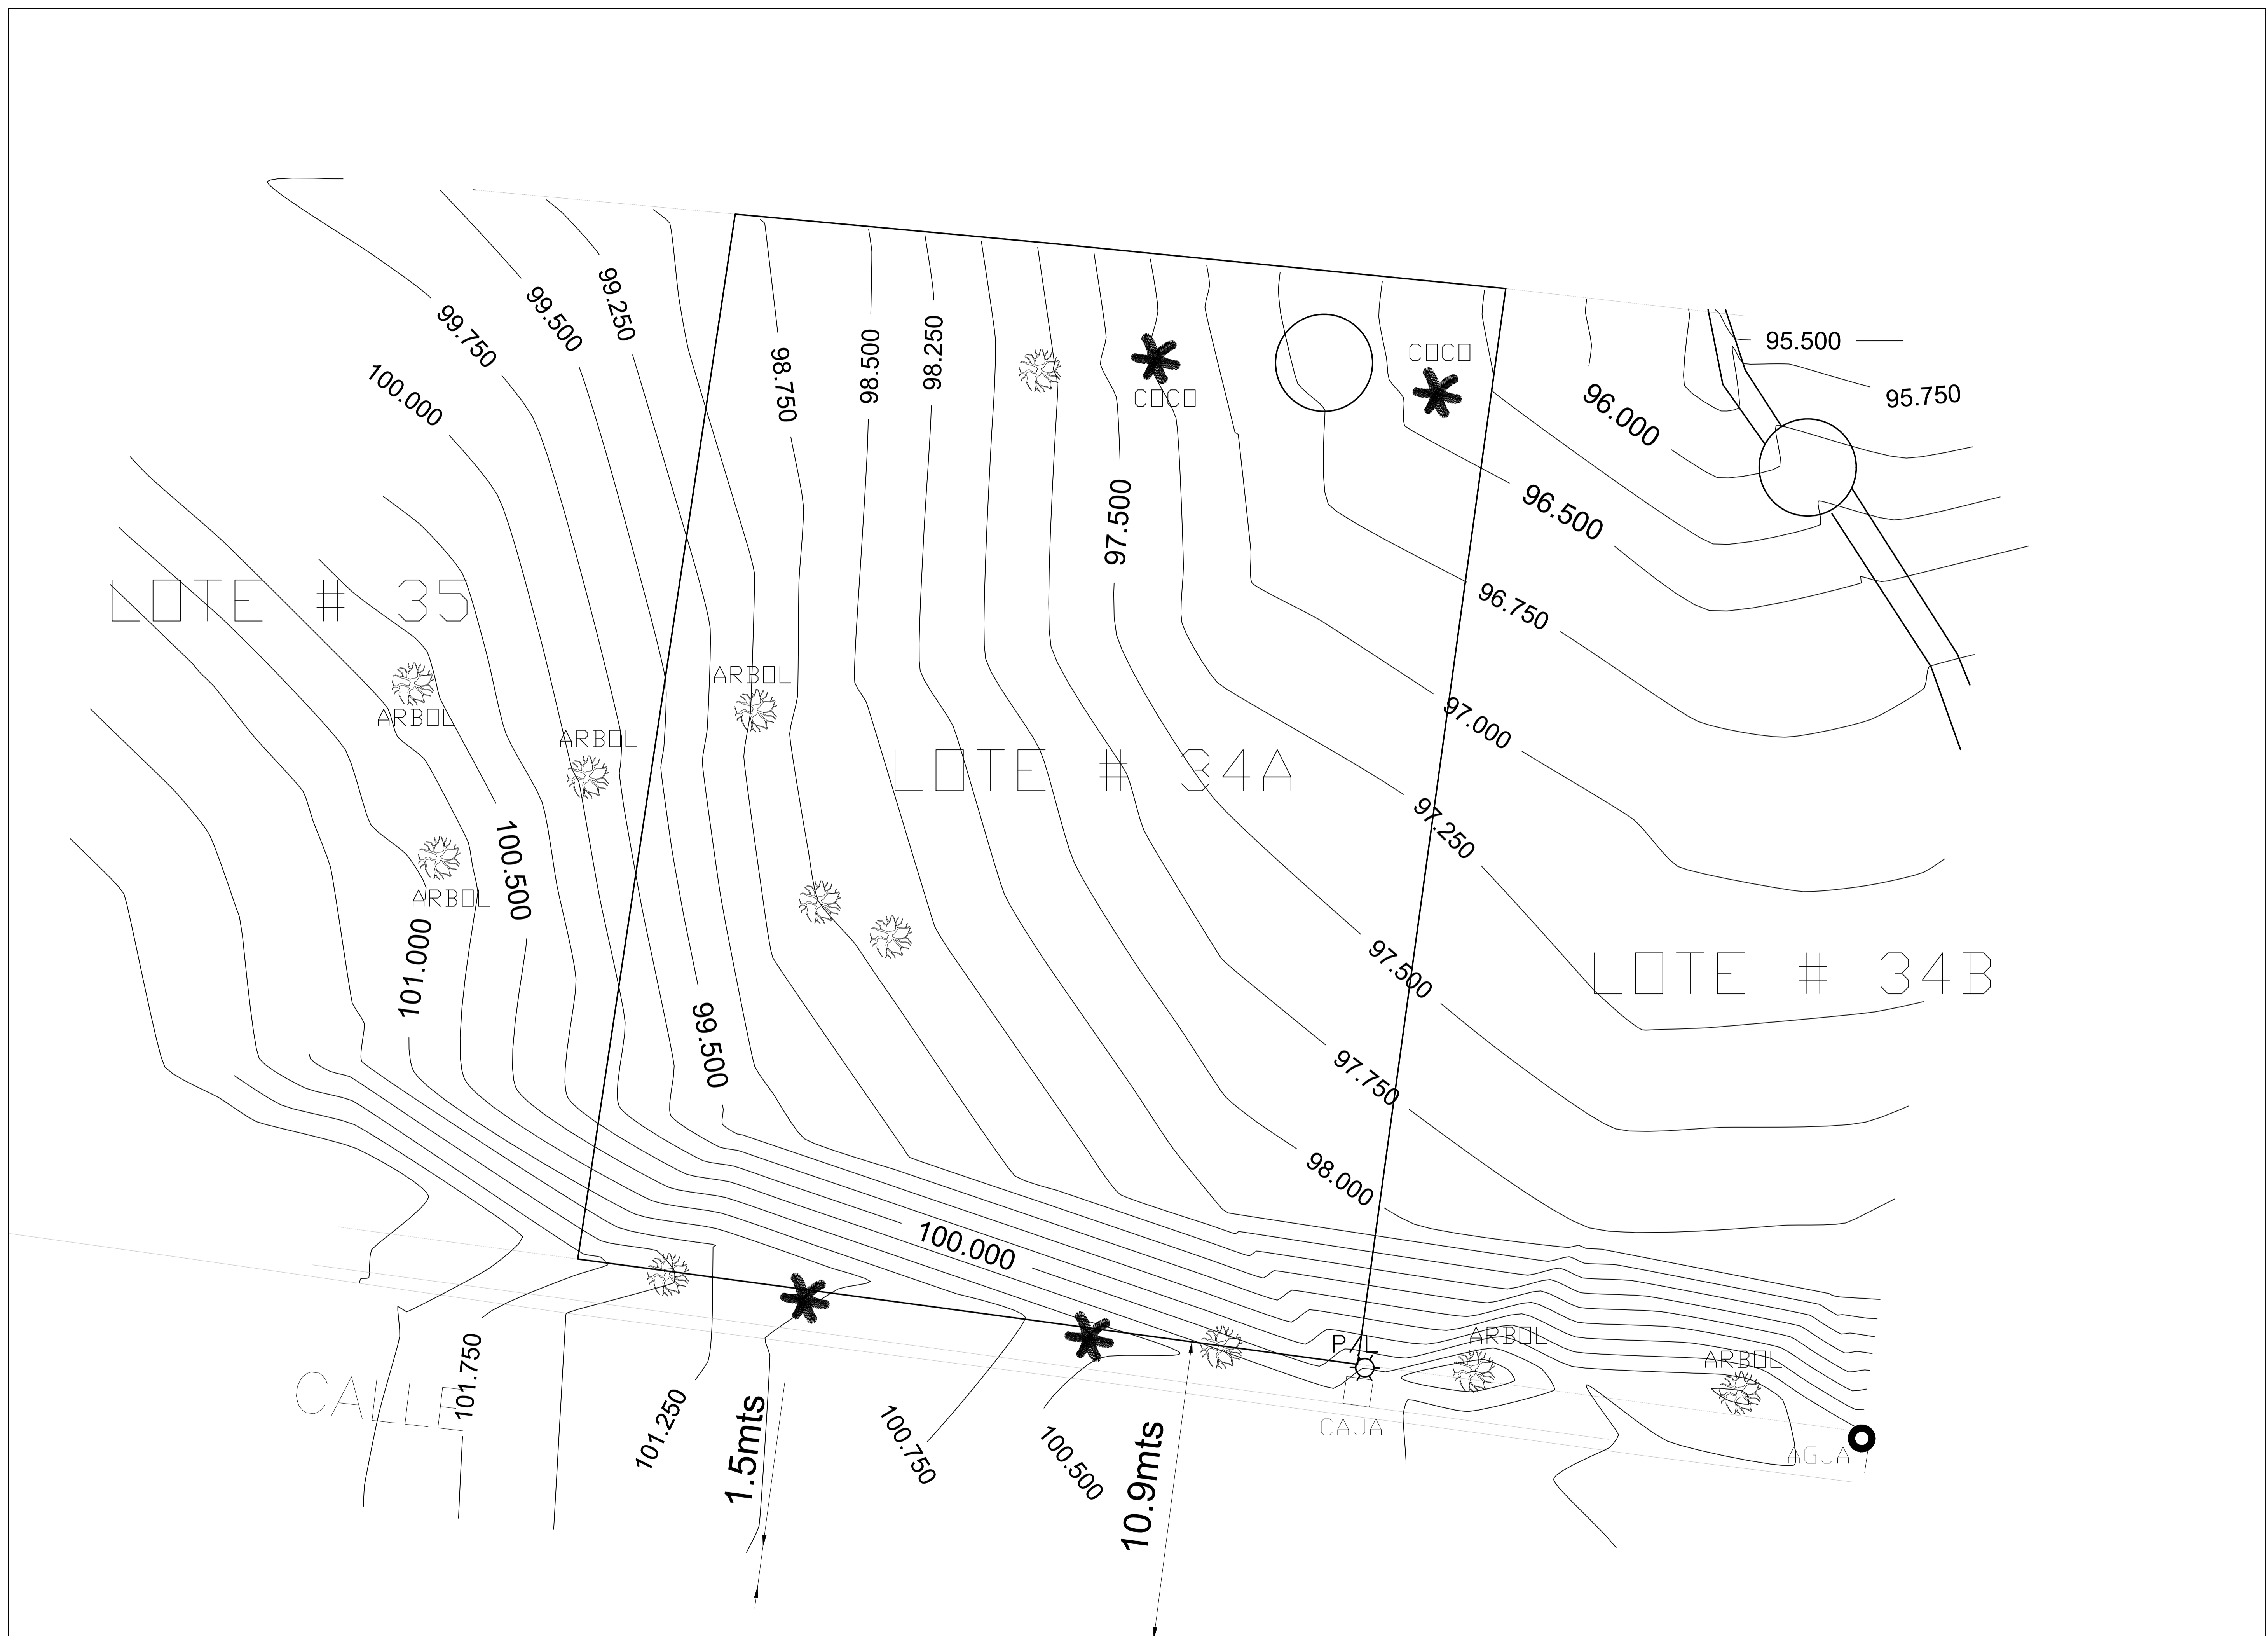 95.500
99.250
99.500
99.750
98.750
98.500
98.250
COCO
COCO
95.750
100.000
96.000
97.500
96.500
LOTE # 35
96.750
ARBOL
ARBOL
ARBOL
97.000
LOTE # 34A
97.250
100.500
ARBOL
101.000
97.500
LOTE # 34B
99.500
97.750
98.000
100.000
P/L
ARBOL
ARBOL
101.750
CALLE
101.250
1.5mts
100.750
100.500
10.9mts
CAJA
AGUA